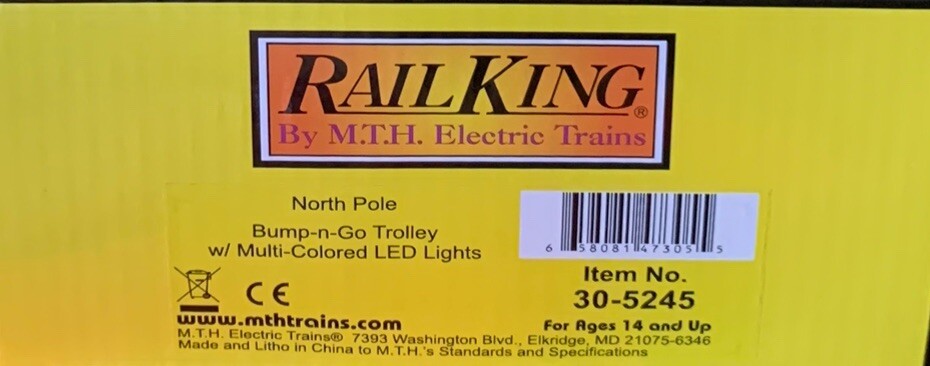 RAILKING®
By M.T.H. Electric Trains
North Pole
Bump-n-Go Trolley
w/ Multi-Colored LED Lights
6 58081 47305 5
Item No.
30-5245
CE
www.mthtrains.com
For Ages 14 and Up
M.T.H. Electric Trains® 7393 Washington Blvd., Elkridge, MD 21075-6346
Made and Litho in China to M.T.H.'s Standards and Specifications